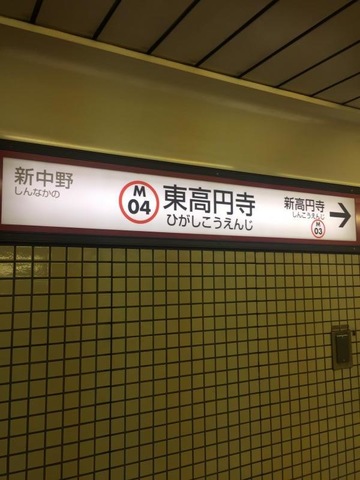 新中野
しんなかの
M
04
東高円寺
ひがしこうえんじ
新高円寺
しんこうえんじ
M
03
→